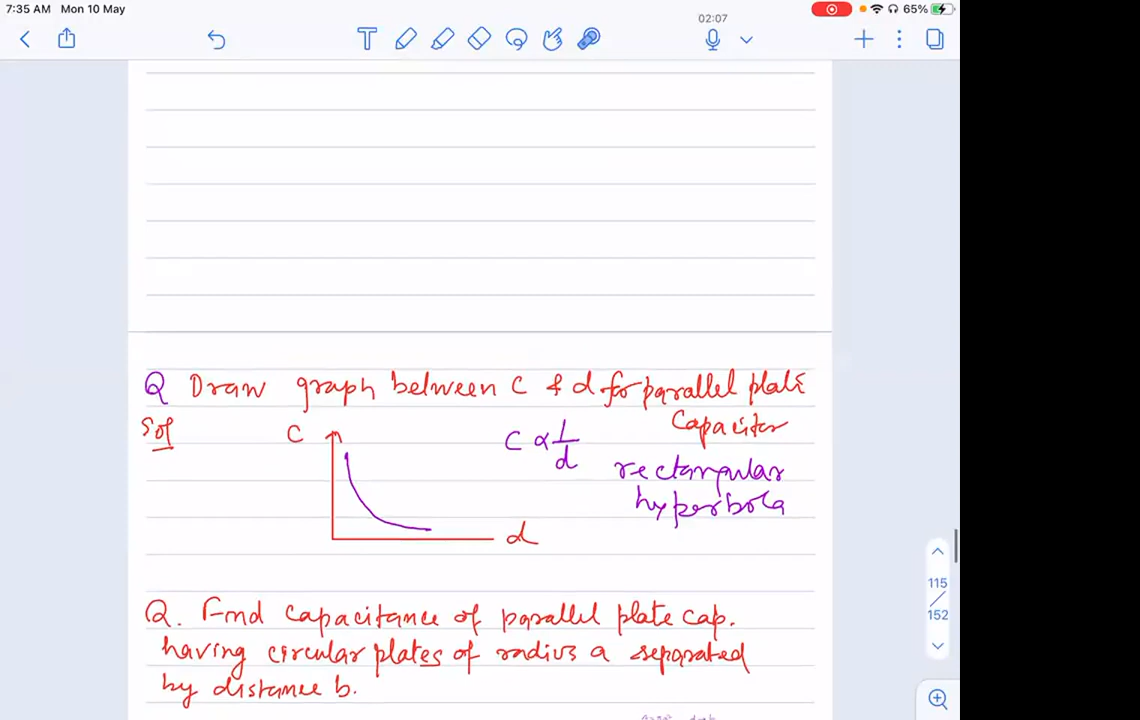 7:35 AM Mon 10 May
65%
02:07
Q Draw graph between C & d for parallel plate
Capacitor
Sol
C
C ∝ 1/d
rectangular
hyperbola
d
115
152
Q. Find capacitance of parallel plate cap.
having circular plates of radius a separated
by distance b.